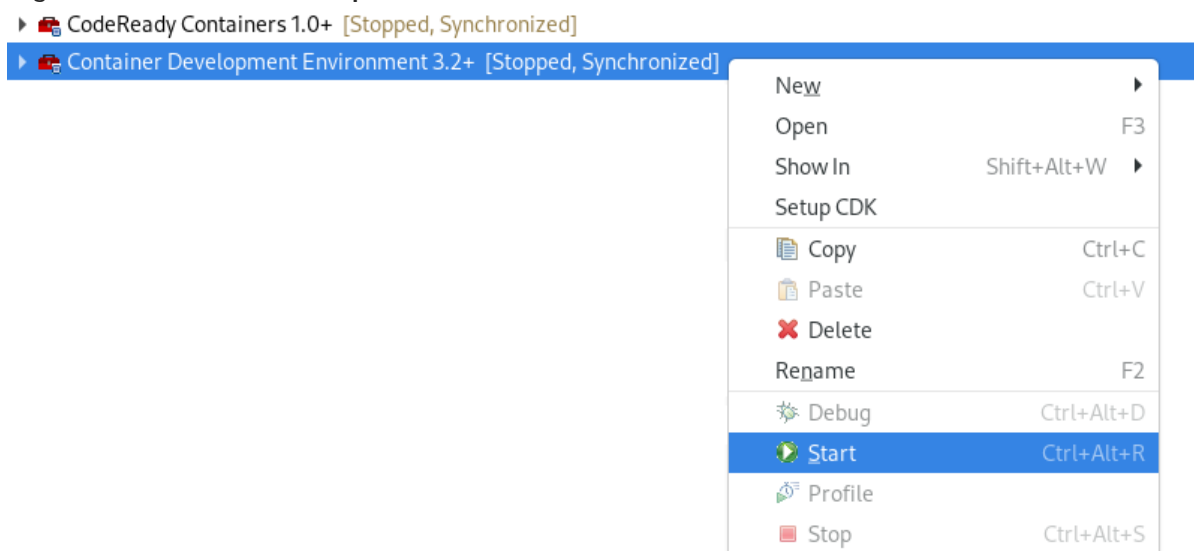 CodeReady Containers 1.0+ [Stopped, Synchronized]
Container Development Environment 3.2+ [Stopped, Synchronized]
New
Open F3
Show In Shift+Alt+W
Setup CDK
Copy Ctrl+C
Paste Ctrl+V
Delete
Rename F2
Debug Ctrl+Alt+D
Start Ctrl+Alt+R
Profile
Stop Ctrl+Alt+S